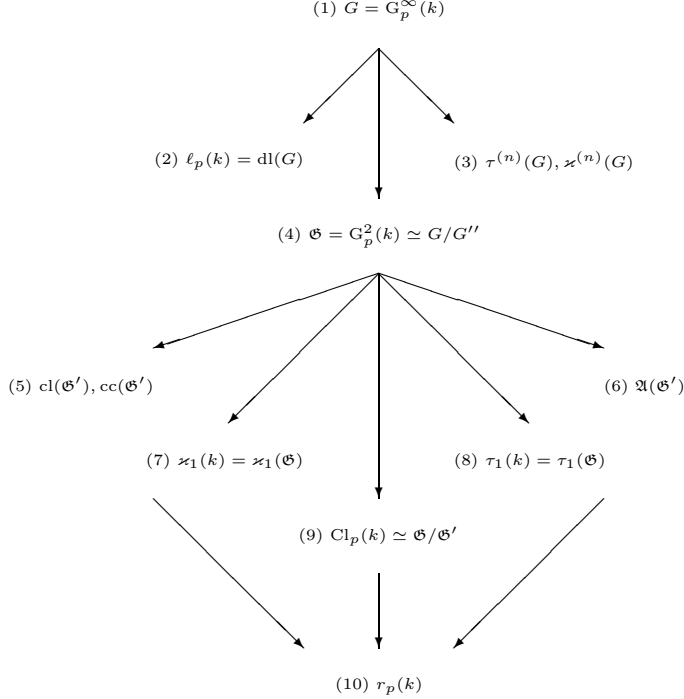 (1) G = G_p^∞(k)
(2) ℓ_p(k) = dl(G)
(3) τ^(n)(G), ϰ^(n)(G)
(4) 𝔊 = G_p^2(k) ≃ G/G′′
(5) cl(𝔊′), cc(𝔊′)
(6) 𝔄(𝔊′)
(7) ϰ_1(k) = ϰ_1(𝔊)
(8) τ_1(k) = τ_1(𝔊)
(9) Cl_p(k) ≃ 𝔊/𝔊′
(10) r_p(k)